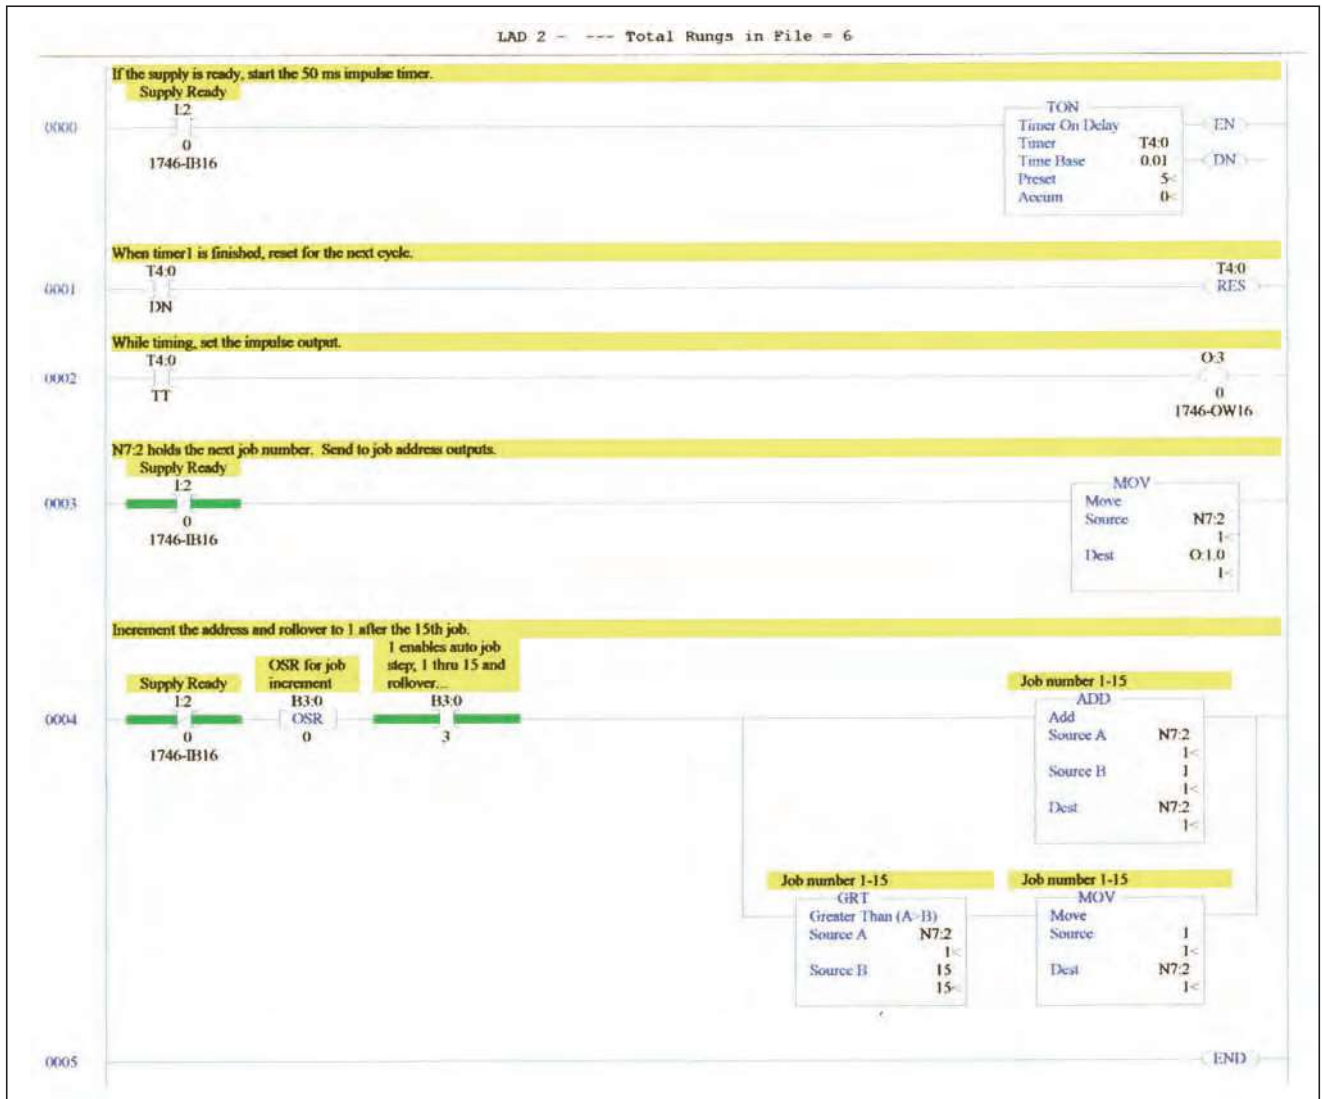 LAD 2 - --- Total Rungs in File = 6
If the supply is ready, start the 50 ms impulse timer.
Supply Ready
I:2
0000
0
1746-IB16
TON
Timer On Delay
Timer T4:0
Time Base 0.01
Preset 5<
Accum 0<
EN
DN
When timer1 is finished, reset for the next cycle.
T4:0
0001
DN
T4:0
RES
While timing, set the impulse output.
T4:0
0002
TT
O:3
0
1746-OW16
N7:2 holds the next job number. Send to job address outputs.
Supply Ready
I:2
0003
0
1746-IB16
MOV
Move
Source N7:2
1<
Dest O:1.0
1<
Increment the address and rollover to 1 after the 15th job.
Supply Ready
I:2
0004
0
1746-IB16
OSR for job
increment
B3:0
OSR
0
1 enables auto job
step; 1 thru 15 and
rollover...
B3:0
3
Job number 1-15
ADD
Add
Source A N7:2
1<
Source B 1
1<
Dest N7:2
1<
Job number 1-15
GRT
Greater Than (A>B)
Source A N7:2
1<
Source B 15
15<
Job number 1-15
MOV
Move
Source 1
1<
Dest N7:2
1<
0005
END